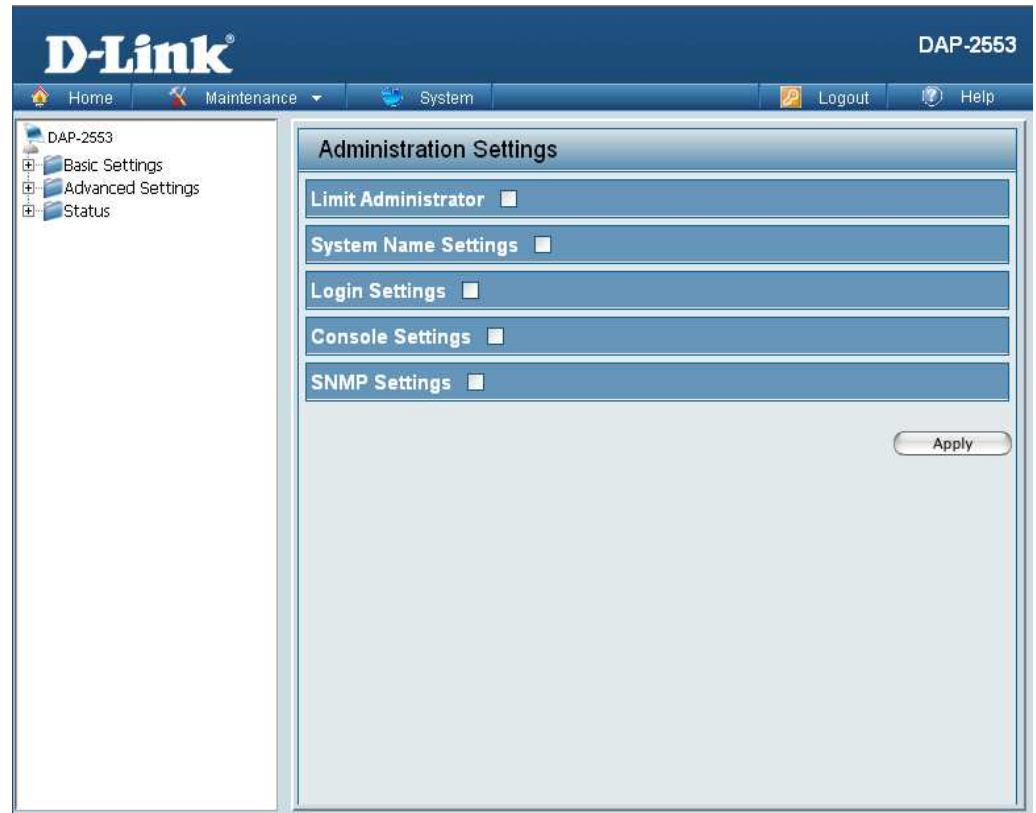 D-Link®
DAP-2553
Home Maintenance System Logout Help
DAP-2553
Basic Settings
Advanced Settings
Status
Administration Settings
Limit Administrator
System Name Settings
Login Settings
Console Settings
SNMP Settings
Apply